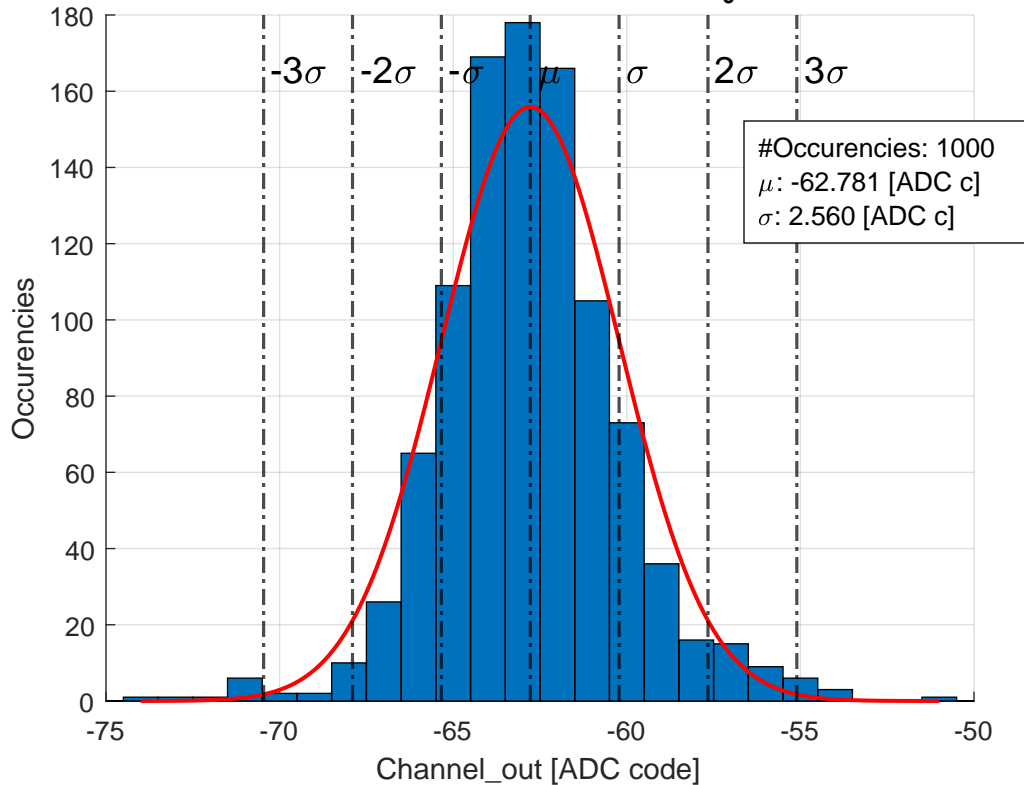 180
160
140
120
100
80
60
40
20
0
Occurencies
-3σ
-2σ
-σ
μ
σ
2σ
3σ
#Occurencies: 1000
μ: -62.781 [ADC c]
σ: 2.560 [ADC c]
-75
-70
-65
-60
-55
-50
Channel_out [ADC code]